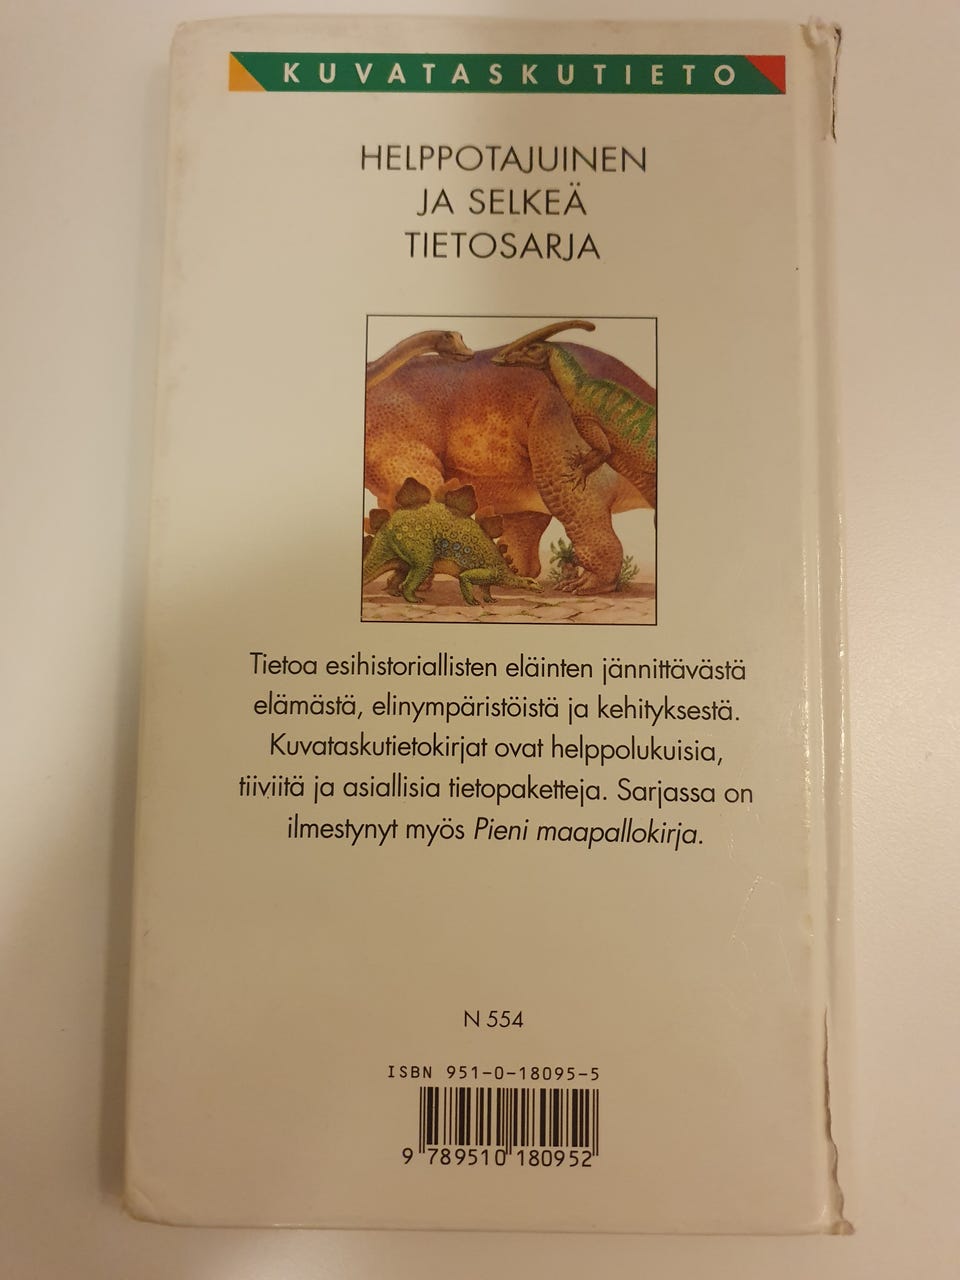 KUVATASKUTIETO
HELPPOTAJUINEN
JA SELKEÄ
TIETOSARJA
Tietoa esihistoriallisten eläinten jännittävästä
elämästä, elinympäristöistä ja kehityksestä.
Kuvataskutietokirjat ovat helppolukuisia,
tiiviitä ja asiallisia tietopaketteja. Sarjassa on
ilmestynyt myös Pieni maapallokirja.
N 554
ISBN 951-0-18095-5
9 789510 180952